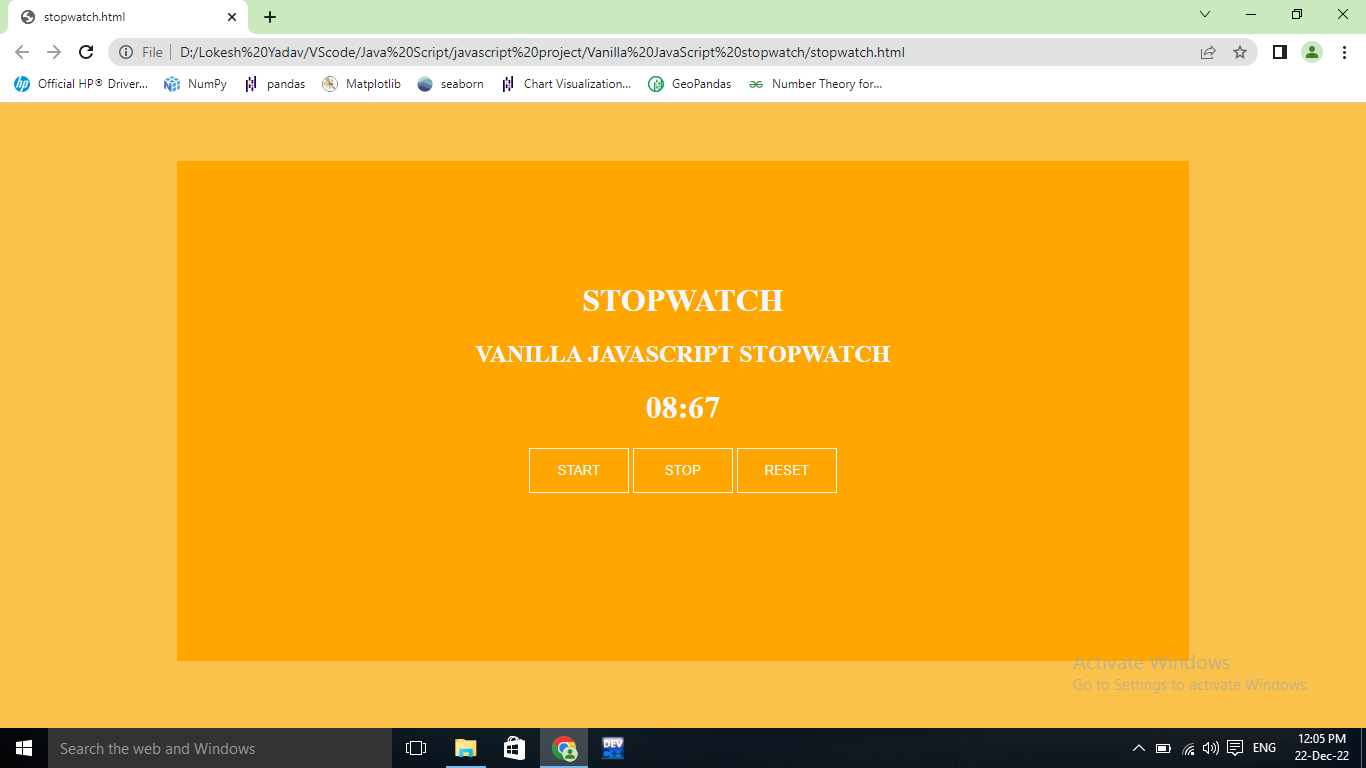 stopwatch.html
File | D:/Lokesh%20Yadav/VScode/Java%20Script/javascript%20project/Vanilla%20JavaScript%20stopwatch/stopwatch.html
Official HP® Driver... NumPy pandas Matplotlib seaborn Chart Visualization... GeoPandas Number Theory for...
STOPWATCH
VANILLA JAVASCRIPT STOPWATCH
08:67
START STOP RESET
Activate Windows
Go to Settings to activate Windows.
Search the web and Windows
DEV
C++
ENG
12:05 PM
22-Dec-22